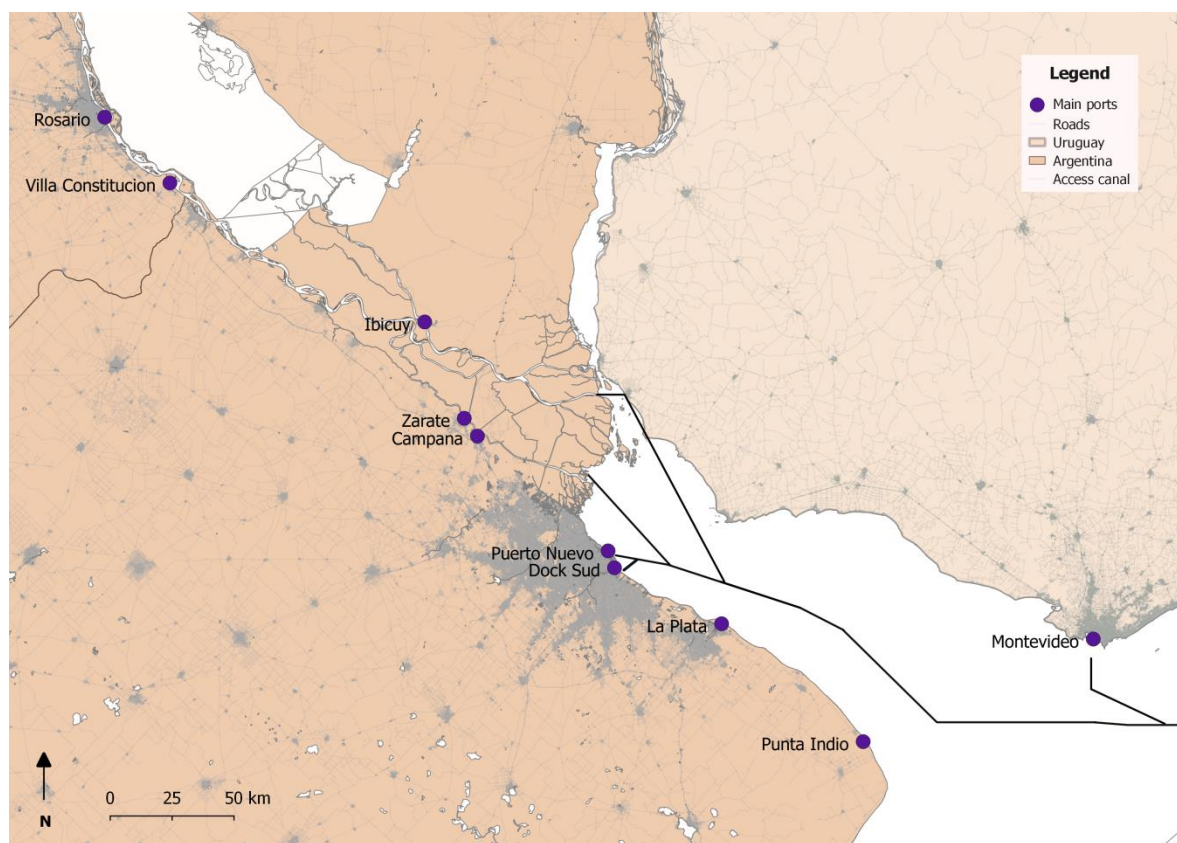 Legend
Main ports
Roads
Uruguay
Argentina
Access canal
Rosario
Villa Constitucion
Ibicuy
Zarate
Campana
Puerto Nuevo
Dock Sud
La Plata
Montevideo
Punta Indio
0 25 50 km
N